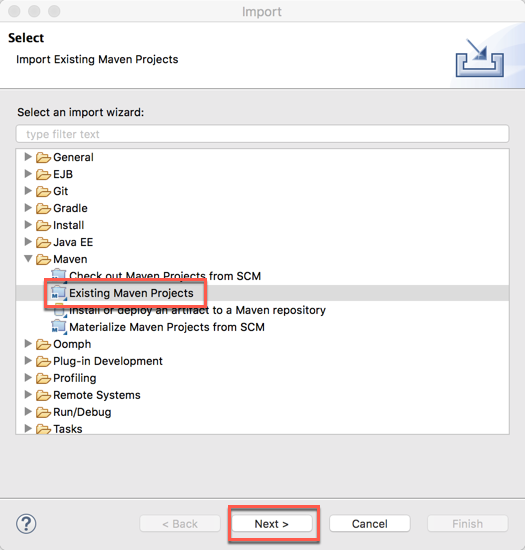 Import
Select
Import Existing Maven Projects
Select an import wizard:
type filter text
General
EJB
Git
Gradle
Install
Java EE
Maven
Check out Maven Projects from SCM
Existing Maven Projects
Install or deploy an artifact to a Maven repository
Materialize Maven Projects from SCM
Oomph
Plug-in Development
Profiling
Remote Systems
Run/Debug
Tasks
? < Back Next > Cancel Finish